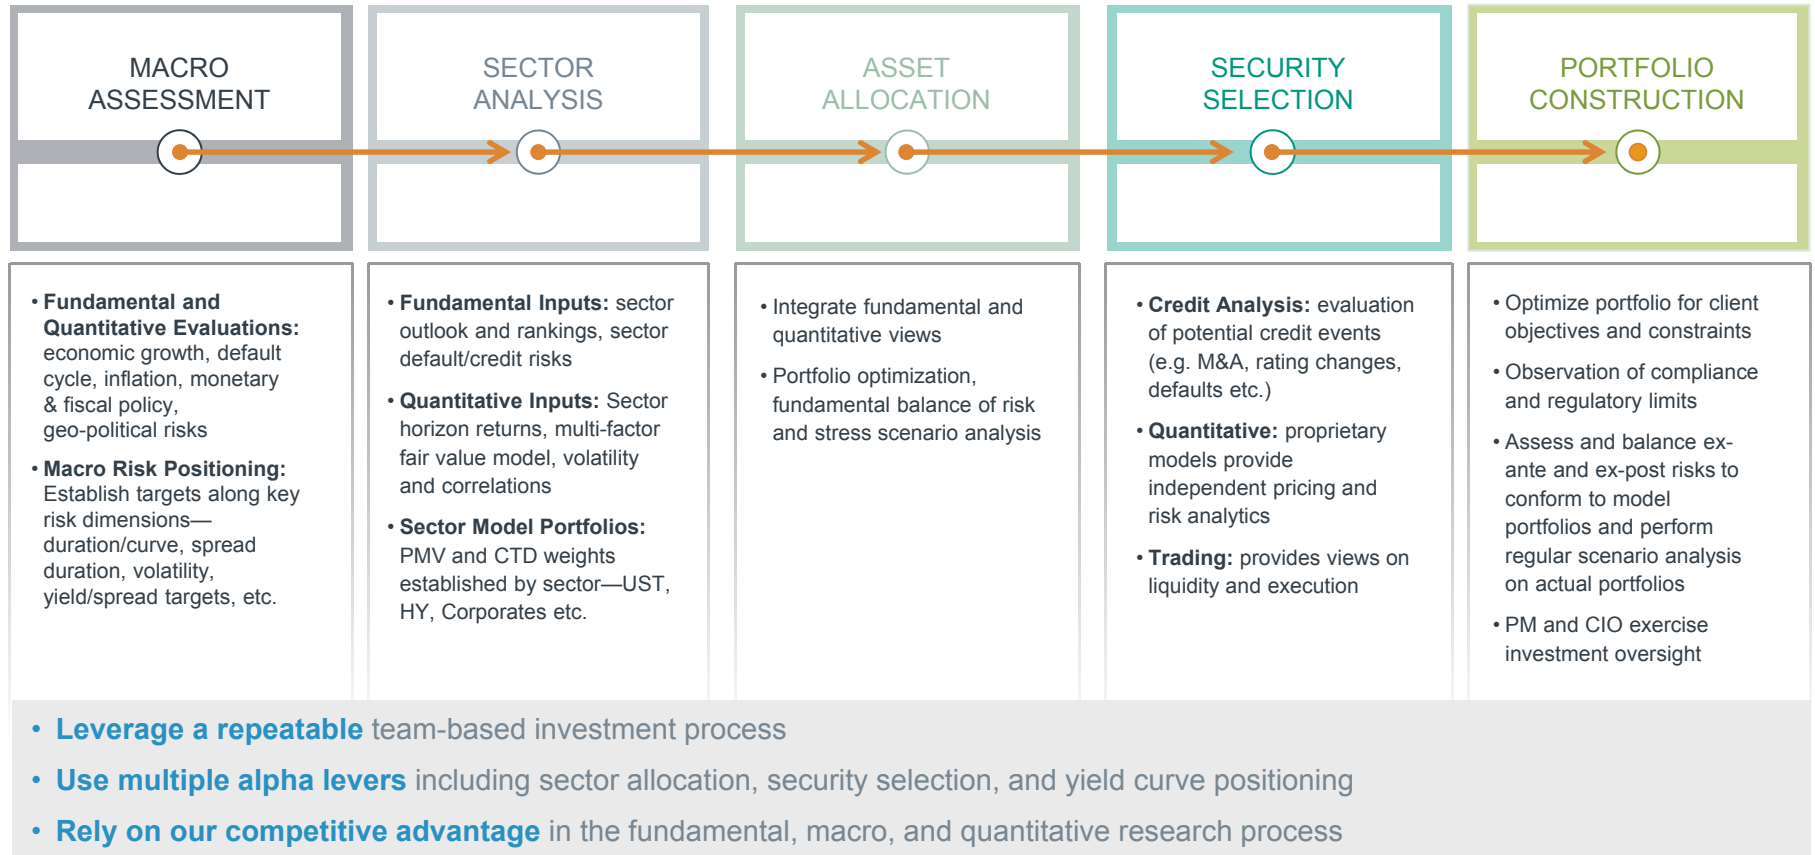 MACRO
ASSESSMENT
SECTOR
ANALYSIS
ASSET
ALLOCATION
SECURITY
SELECTION
PORTFOLIO
CONSTRUCTION
• Fundamental and
Quantitative Evaluations:
economic growth, default
cycle, inflation, monetary
& fiscal policy,
geo-political risks
• Macro Risk Positioning:
Establish targets along key
risk dimensions—
duration/curve, spread
duration, volatility,
yield/spread targets, etc.
• Fundamental Inputs: sector
outlook and rankings, sector
default/credit risks
• Quantitative Inputs: Sector
horizon returns, multi-factor
fair value model, volatility
and correlations
• Sector Model Portfolios:
PMV and CTD weights
established by sector—UST,
HY, Corporates etc.
• Integrate fundamental and
quantitative views
• Portfolio optimization,
fundamental balance of risk
and stress scenario analysis
• Credit Analysis: evaluation
of potential credit events
(e.g. M&A, rating changes,
defaults etc.)
• Quantitative: proprietary
models provide
independent pricing and
risk analytics
• Trading: provides views on
liquidity and execution
• Optimize portfolio for client
objectives and constraints
• Observation of compliance
and regulatory limits
• Assess and balance ex-
ante and ex-post risks to
conform to model
portfolios and perform
regular scenario analysis
on actual portfolios
• PM and CIO exercise
investment oversight
• Leverage a repeatable team-based investment process
• Use multiple alpha levers including sector allocation, security selection, and yield curve positioning
• Rely on our competitive advantage in the fundamental, macro, and quantitative research process